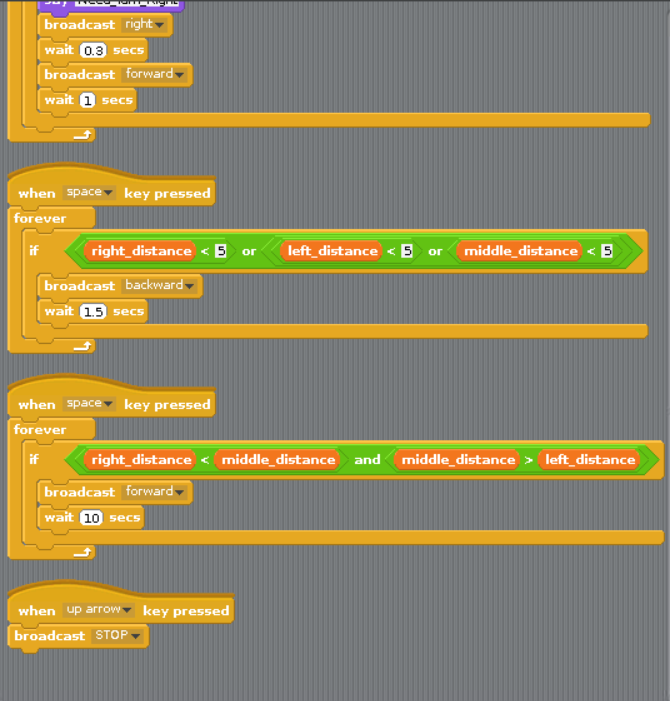 say Need_Turn_Right
broadcast right
wait 0.3 secs
broadcast forward
wait 1 secs
when space key pressed
forever
if right_distance < 5 or left_distance < 5 or middle_distance < 5
broadcast backward
wait 1.5 secs
when space key pressed
forever
if right_distance < middle_distance and middle_distance > left_distance
broadcast forward
wait 10 secs
when up arrow key pressed
broadcast STOP